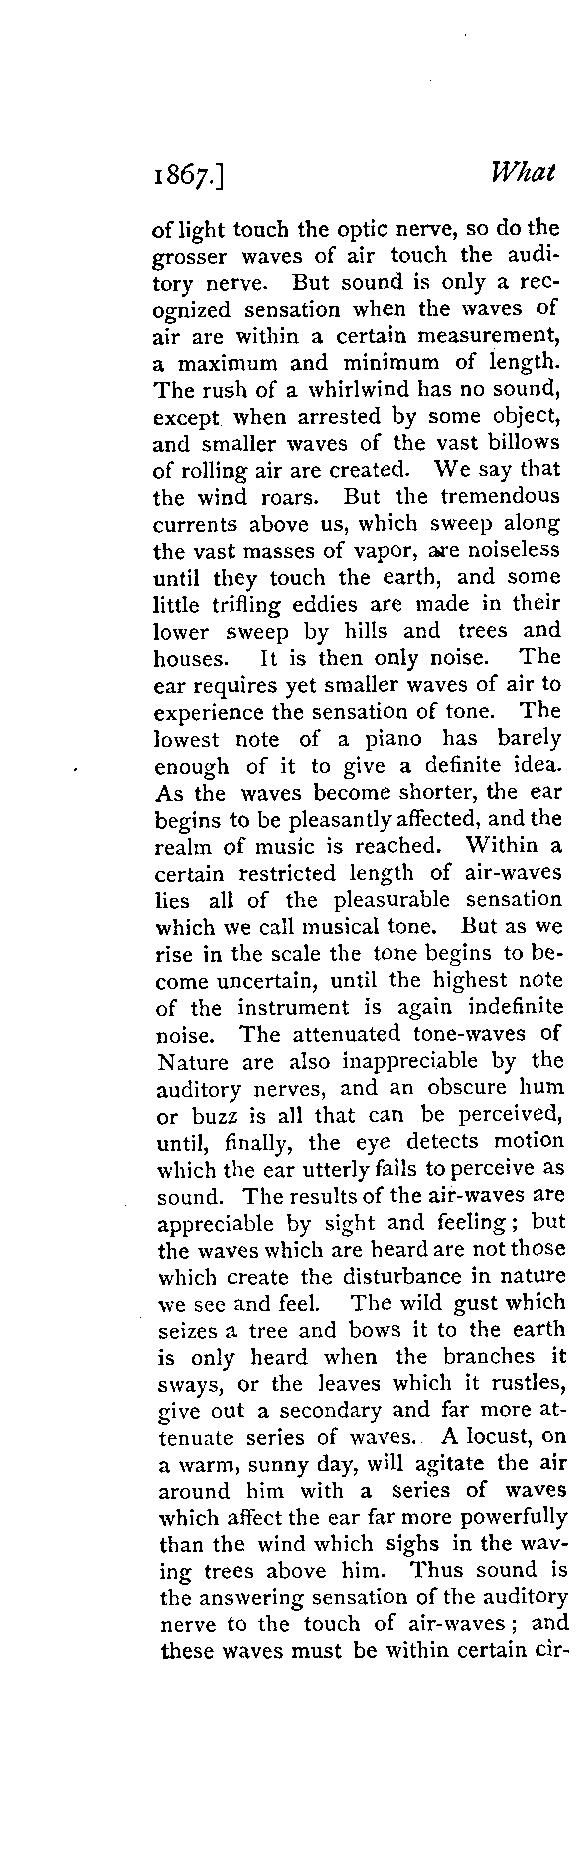 1867.] What
of light touch the optic nerve, so do the
grosser waves of air touch the audi-
tory nerve. But sound is only a rec-
ognized sensation when the waves of
air are within a certain measurement,
a maximum and minimum of length.
The rush of a whirlwind has no sound,
except when arrested by some object,
and smaller waves of the vast billows
of rolling air are created. We say that
the wind roars. But the tremendous
currents above us, which sweep along
the vast masses of vapor, are noiseless
until they touch the earth, and some
little trifling eddies are made in their
lower sweep by hills and trees and
houses. It is then only noise. The
ear requires yet smaller waves of air to
experience the sensation of tone. The
lowest note of a piano has barely
enough of it to give a definite idea.
As the waves become shorter, the ear
begins to be pleasantly affected, and the
realm of music is reached. Within a
certain restricted length of air-waves
lies all of the pleasurable sensation
which we call musical tone. But as we
rise in the scale the tone begins to be-
come uncertain, until the highest note
of the instrument is again indefinite
noise. The attenuated tone-waves of
Nature are also inappreciable by the
auditory nerves, and an obscure hum
or buzz is all that can be perceived,
until, finally, the eye detects motion
which the ear utterly fails to perceive as
sound. The results of the air-waves are
appreciable by sight and feeling; but
the waves which are heard are not those
which create the disturbance in nature
we see and feel. The wild gust which
seizes a tree and bows it to the earth
is only heard when the branches it
sways, or the leaves which it rustles,
give out a secondary and far more at-
tenuate series of waves. A locust, on
a warm, sunny day, will agitate the air
around him with a series of waves
which affect the ear far more powerfully
than the wind which sighs in the wav-
ing trees above him. Thus sound is
the answering sensation of the auditory
nerve to the touch of air-waves; and
these waves must be within certain cir-